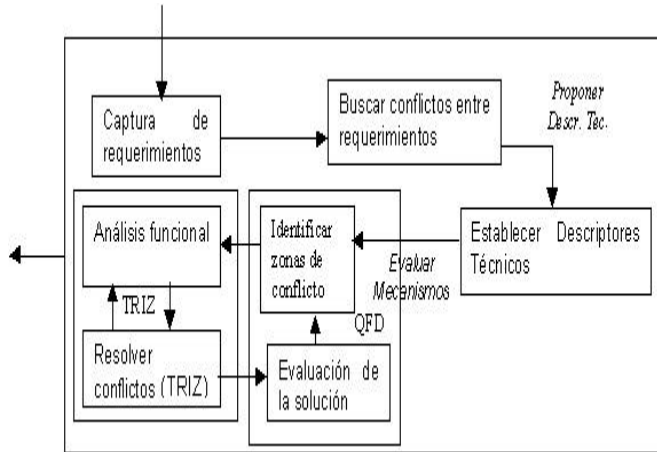 Captura de
requerimientos
Buscar conflictos entre
requerimientos
Proponer
Descr. Tec.
Establecer Descriptores
Técnicos
Evaluar
Mecanismos
Identificar
zonas de
conflicto
Análisis funcional
TRIZ
Resolver
conflictos (TRIZ)
QFD
Evaluación de
la solución